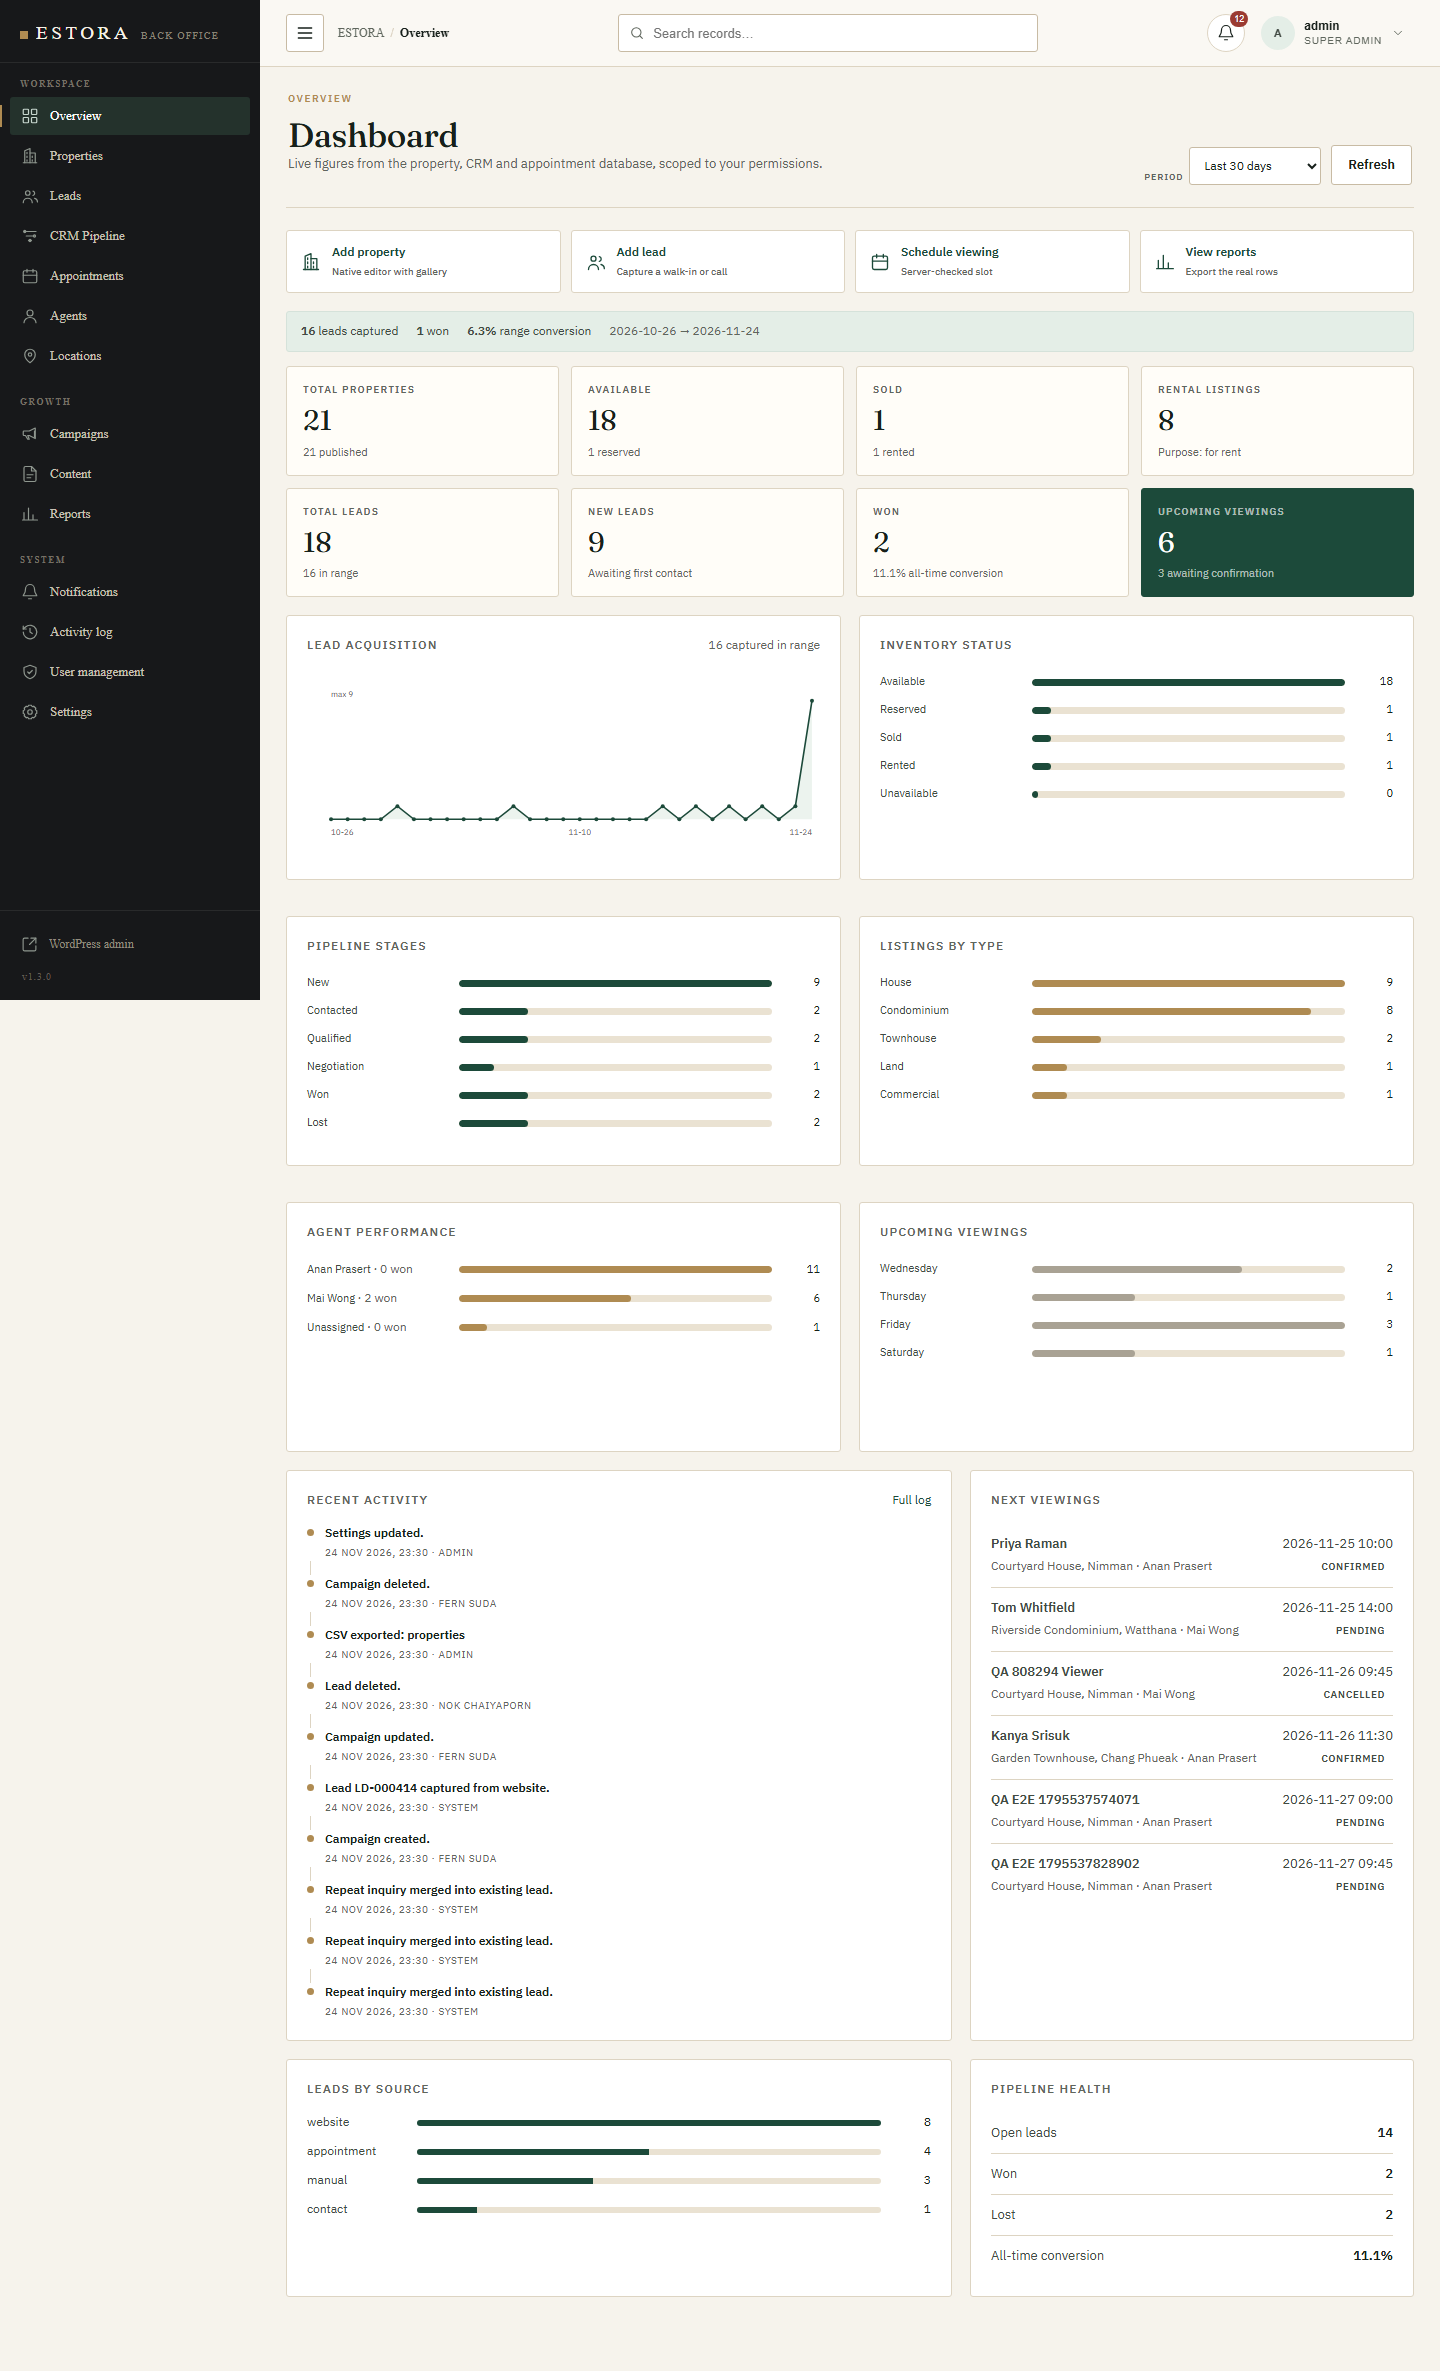 ESTORA BACK OFFICE
WORKSPACE
Overview
Properties
Leads
CRM Pipeline
Appointments
Agents
Locations
GROWTH
Campaigns
Content
Reports
SYSTEM
Notifications
Activity log
User management
Settings
WordPress admin
v1.3.0
ESTORA / Overview
Search records...
12
A
admin
SUPER ADMIN
OVERVIEW
Dashboard
Live figures from the property, CRM and appointment database, scoped to your permissions.
PERIOD
Last 30 days
Refresh
Add property
Native editor with gallery
Add lead
Capture a walk-in or call
Schedule viewing
Server-checked slot
View reports
Export the real rows
16 leads captured 1 won 6.3% range conversion 2026-10-26 → 2026-11-24
TOTAL PROPERTIES
21
21 published
AVAILABLE
18
1 reserved
SOLD
1
1 rented
RENTAL LISTINGS
8
Purpose: for rent
TOTAL LEADS
18
16 in range
NEW LEADS
9
Awaiting first contact
WON
2
11.1% all-time conversion
UPCOMING VIEWINGS
6
3 awaiting confirmation
LEAD ACQUISITION
16 captured in range
max 9
10-26 11-10 11-24
INVENTORY STATUS
Available 18
Reserved 1
Sold 1
Rented 1
Unavailable 0
PIPELINE STAGES
New 9
Contacted 2
Qualified 2
Negotiation 1
Won 2
Lost 2
LISTINGS BY TYPE
House 9
Condominium 8
Townhouse 2
Land 1
Commercial 1
AGENT PERFORMANCE
Anan Prasert · 0 won 11
Mai Wong · 2 won 6
Unassigned · 0 won 1
UPCOMING VIEWINGS
Wednesday 2
Thursday 1
Friday 3
Saturday 1
RECENT ACTIVITY
Full log
Settings updated.
24 NOV 2026, 23:30 · ADMIN
Campaign deleted.
24 NOV 2026, 23:30 · FERN SUDA
CSV exported: properties
24 NOV 2026, 23:30 · ADMIN
Lead deleted.
24 NOV 2026, 23:30 · NOK CHAIYAPORN
Campaign updated.
24 NOV 2026, 23:30 · FERN SUDA
Lead LD-000414 captured from website.
24 NOV 2026, 23:30 · SYSTEM
Campaign created.
24 NOV 2026, 23:30 · FERN SUDA
Repeat inquiry merged into existing lead.
24 NOV 2026, 23:30 · SYSTEM
Repeat inquiry merged into existing lead.
24 NOV 2026, 23:30 · SYSTEM
Repeat inquiry merged into existing lead.
24 NOV 2026, 23:30 · SYSTEM
NEXT VIEWINGS
Priya Raman 2026-11-25 10:00
Courtyard House, Nimman · Anan Prasert CONFIRMED
Tom Whitfield 2026-11-25 14:00
Riverside Condominium, Watthana · Mai Wong PENDING
QA 808294 Viewer 2026-11-26 09:45
Courtyard House, Nimman · Mai Wong CANCELLED
Kanya Srisuk 2026-11-26 11:30
Garden Townhouse, Chang Phueak · Anan Prasert CONFIRMED
QA E2E 1795537574071 2026-11-27 09:00
Courtyard House, Nimman · Anan Prasert PENDING
QA E2E 1795537828902 2026-11-27 09:45
Courtyard House, Nimman · Anan Prasert PENDING
LEADS BY SOURCE
website 8
appointment 4
manual 3
contact 1
PIPELINE HEALTH
Open leads 14
Won 2
Lost 2
All-time conversion 11.1%